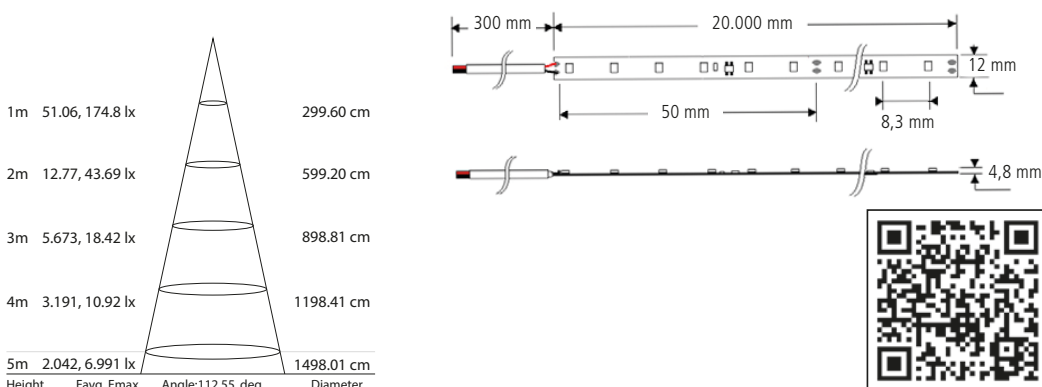 300 mm
20.000 mm
12 mm
50 mm
8,3 mm
4,8 mm
1m 51.06, 174.8 lx 299.60 cm
2m 12.77, 43.69 lx 599.20 cm
3m 5.673, 18.42 lx 898.81 cm
4m 3.191, 10.92 lx 1198.41 cm
5m 2.042, 6.991 lx 1498.01 cm
Height Eavg, Emax Angle:112.55 deg Diameter